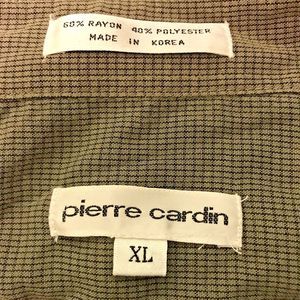 60% RAYON 40% POLYESTER
MADE IN KOREA
pierre cardin
XL